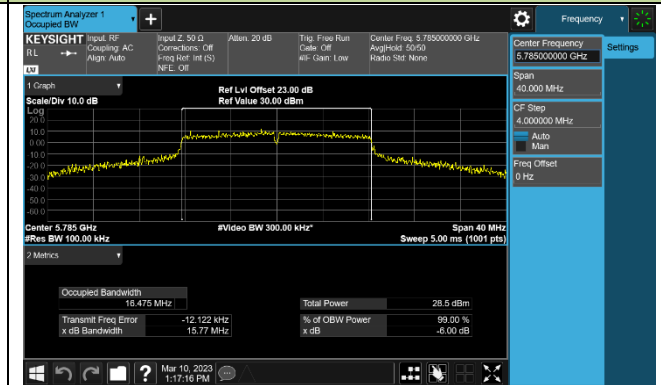 Spectrum Analyzer 1
Occupied BW
+
Frequency
KEYSIGHT Input: RF
RL Coupling: AC
Align: Auto
LXI
Input Z: 50 Ω
Corrections: Off
Freq Ref: Int (S)
NFE: Off
Atten: 20 dB
Trig: Free Run
Gate: Off
#IF Gain: Low
Center Freq: 5.785000000 GHz
Avg|Hold: 50/50
Radio Std: None
Center Frequency
5.785000000 GHz
Settings
Span
40.000 MHz
CF Step
4.000000 MHz
Auto
Man
Freq Offset
0 Hz
1 Graph
Scale/Div 10.0 dB
Ref Lvl Offset 23.00 dB
Ref Value 30.00 dBm
Log
20.0
10.0
0.00
-10.0
-20.0
-30.0
-40.0
-50.0
-60.0
Center 5.785 GHz
#Res BW 100.00 kHz
#Video BW 300.00 kHz*
Span 40 MHz
Sweep 5.00 ms (1001 pts)
2 Metrics
Occupied Bandwidth
16.475 MHz
Transmit Freq Error -12.122 kHz
x dB Bandwidth 15.77 MHz
Total Power 28.5 dBm
% of OBW Power 99.00 %
x dB -6.00 dB
?
Mar 10, 2023
1:17:16 PM